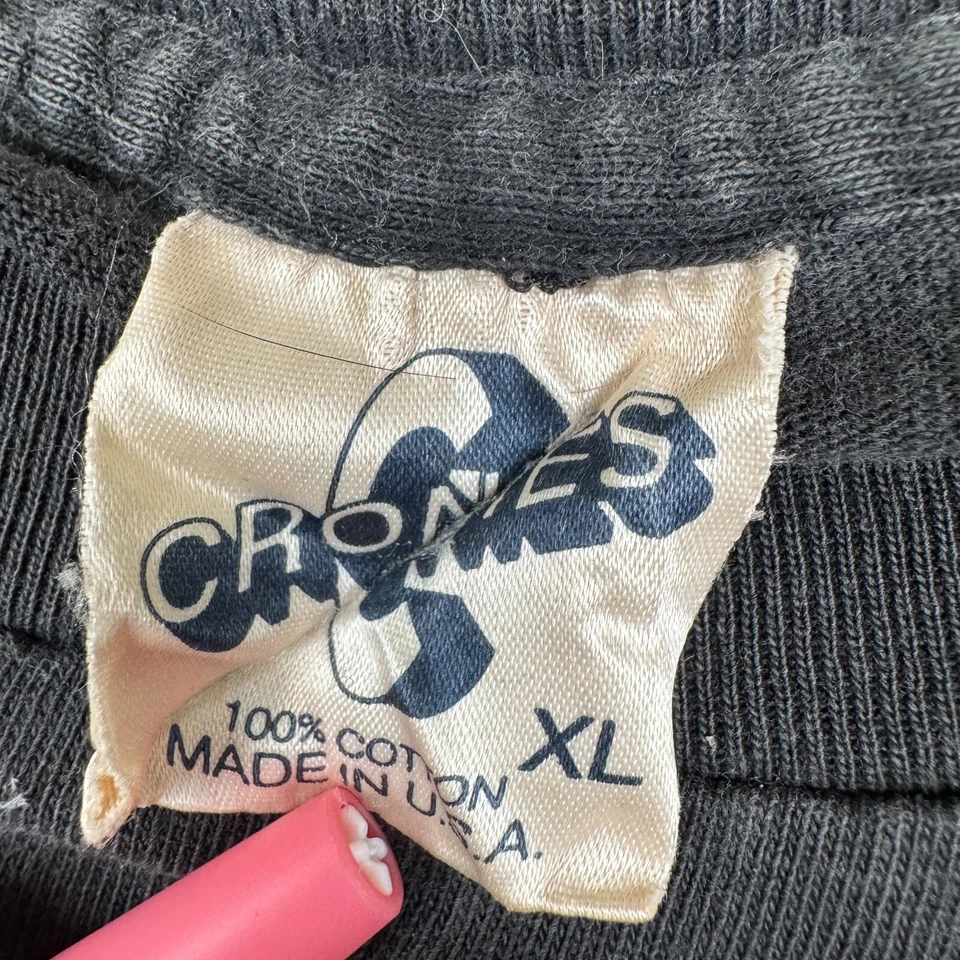 CRONIES
100% COTTON
MADE IN U.S.A.
XL